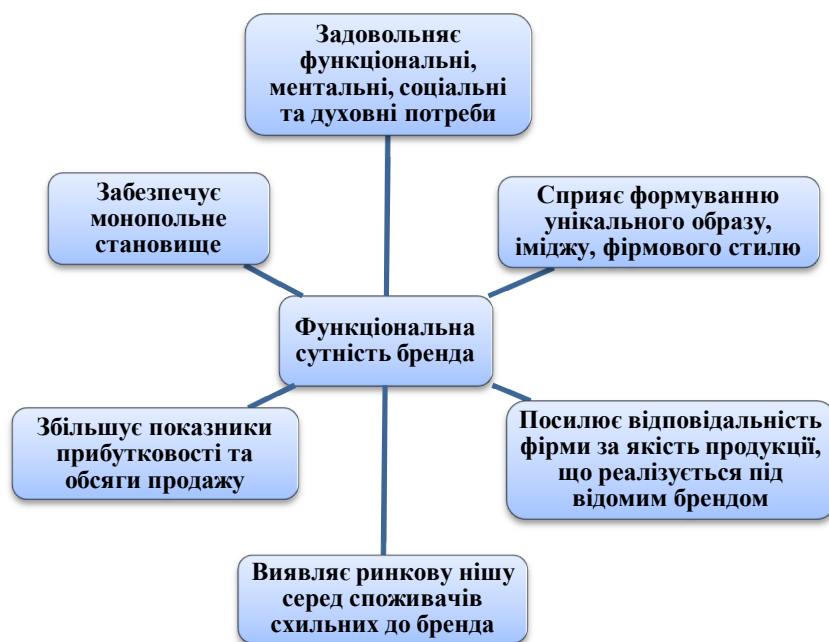 Задовольняє
функціональні,
ментальні, соціальні
та духовні потреби
Забезпечує
монопольне
становище
Сприяє формуванню
унікального образу,
іміджу, фірмового стилю
Функціональна
сутність бренда
Збільшує показники
прибутковості та
обсяги продажу
Посилює відповідальність
фірми за якість продукції,
що реалізується під
відомим брендом
Виявляє ринкову нішу
серед споживачів
схильних до бренда